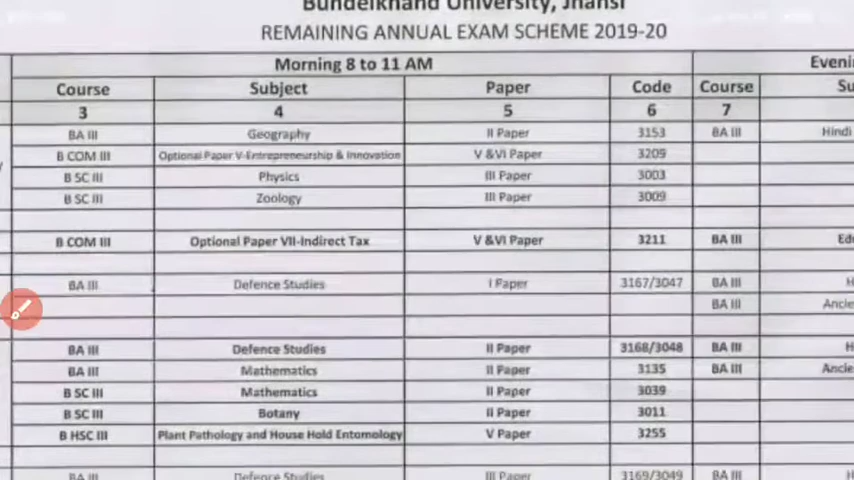 Bundelkhand University, Jhansi
REMAINING ANNUAL EXAM SCHEME 2019-20
Morning 8 to 11 AM
Course Subject Paper Code Course
3 4 5 6 7
BA III Geography II Paper 3153 BA III Hindi
B COM III Optional Paper V-Entrepreneurship & Innovation V &VI Paper 3209
B SC III Physics III Paper 3003
B SC III Zoology III Paper 3009
B COM III Optional Paper VII-Indirect Tax V &VI Paper 3211 BA III
BA III Defence Studies I Paper 3167/3047 BA III
BA III
BA III Defence Studies II Paper 3168/3048 BA III
BA III Mathematics II Paper 3135 BA III
B SC III Mathematics II Paper 3039
B SC III Botany II Paper 3011
B HSC III Plant Pathology and House Hold Entomology V Paper 3255
BA III Defence Studies III Paper 3169/3049 BA III